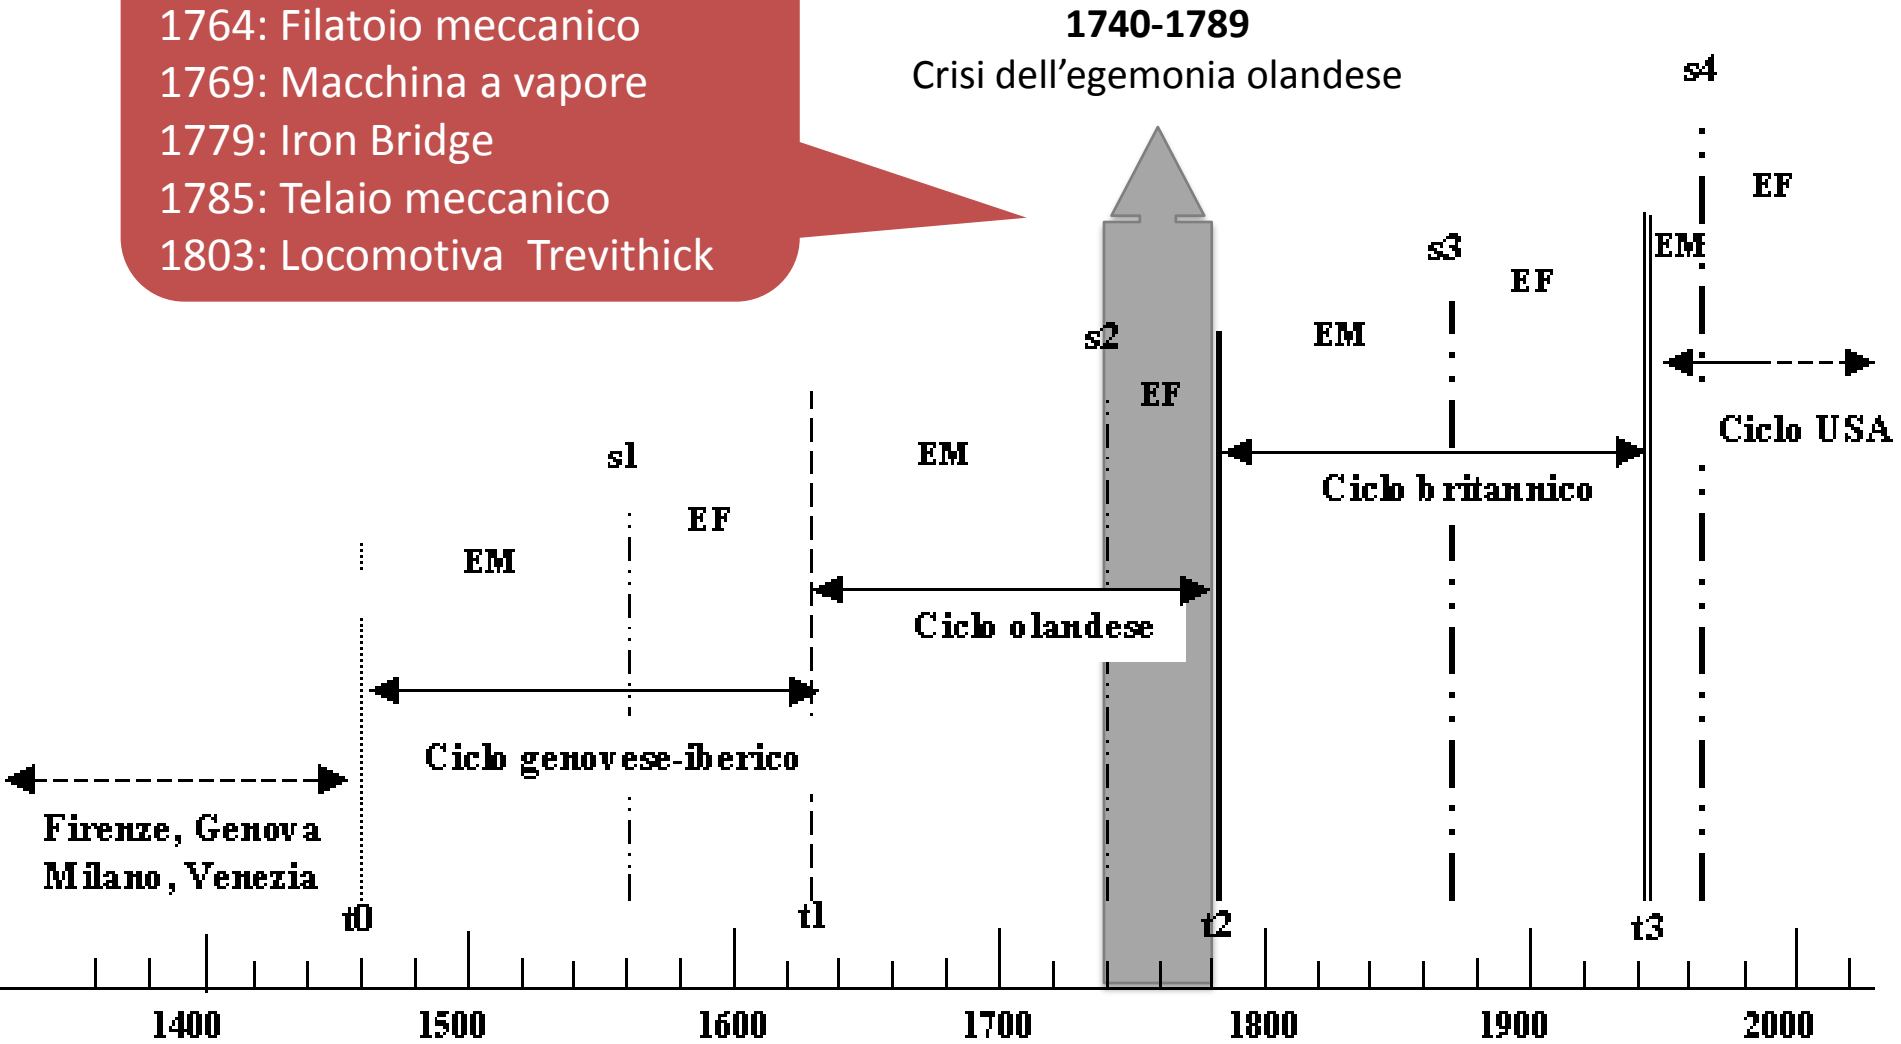 1764: Filatoio meccanico
1769: Macchina a vapore
1779: Iron Bridge
1785: Telaio meccanico
1803: Locomotiva Trevithick
1740-1789
Crisi dell’egemonia olandese
s4
EF
EM
s3
EF
EM
s2
EF
Ciclo USA
s1
EM
Ciclo britannico
EF
EM
Ciclo olandese
Ciclo genovese-iberico
Firenze, Genova
Milano, Venezia
t0
t1
t2
t3
1400 1500 1600 1700 1800 1900 2000